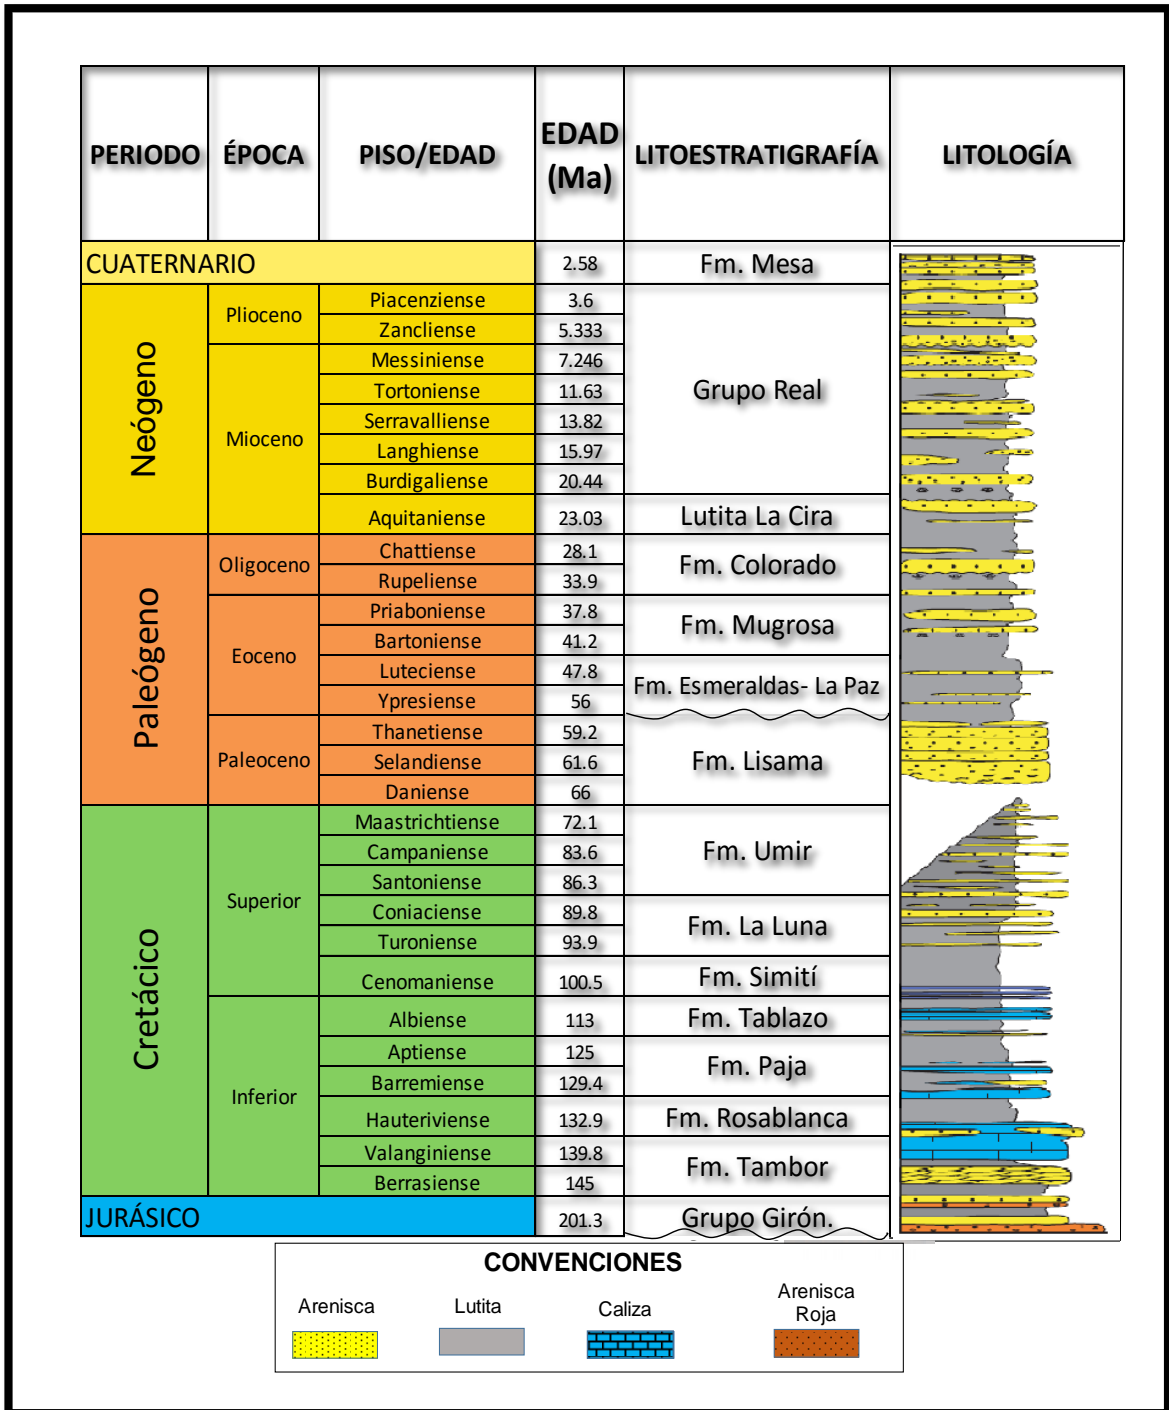 PERIODO ÉPOCA PISO/EDAD EDAD (Ma) LITOESTRATIGRAFÍA LITOLOGÍA
CUATERNARIO 2.58 Fm. Mesa
Neógeno
Plioceno
Piacenziense 3.6
Zancliense 5.333
Mioceno
Messiniense 7.246
Tortoniense 11.63
Grupo Real
Serravalliense 13.82
Langhiense 15.97
Burdigaliense 20.44
Aquitaniense 23.03 Lutita La Cira
Paleógeno
Oligoceno
Chattiense 28.1
Fm. Colorado
Rupeliense 33.9
Eoceno
Priaboniense 37.8
Fm. Mugrosa
Bartoniense 41.2
Luteciense 47.8
Fm. Esmeraldas- La Paz
Ypresiense 56
Paleoceno
Thanetiense 59.2
Selandiense 61.6
Fm. Lisama
Daniense 66
Cretácico
Superior
Maastrichtiense 72.1
Campaniense 83.6
Fm. Umir
Santoniense 86.3
Coniaciense 89.8
Fm. La Luna
Turoniense 93.9
Cenomaniense 100.5 Fm. Simití
Inferior
Albiense 113 Fm. Tablazo
Aptiense 125
Fm. Paja
Barremiense 129.4
Hauteriviense 132.9 Fm. Rosablanca
Valanginiense 139.8
Fm. Tambor
Berrasiense 145
JURÁSICO 201.3 Grupo Girón.
CONVENCIONES
Arenisca Lutita Caliza Arenisca
Roja